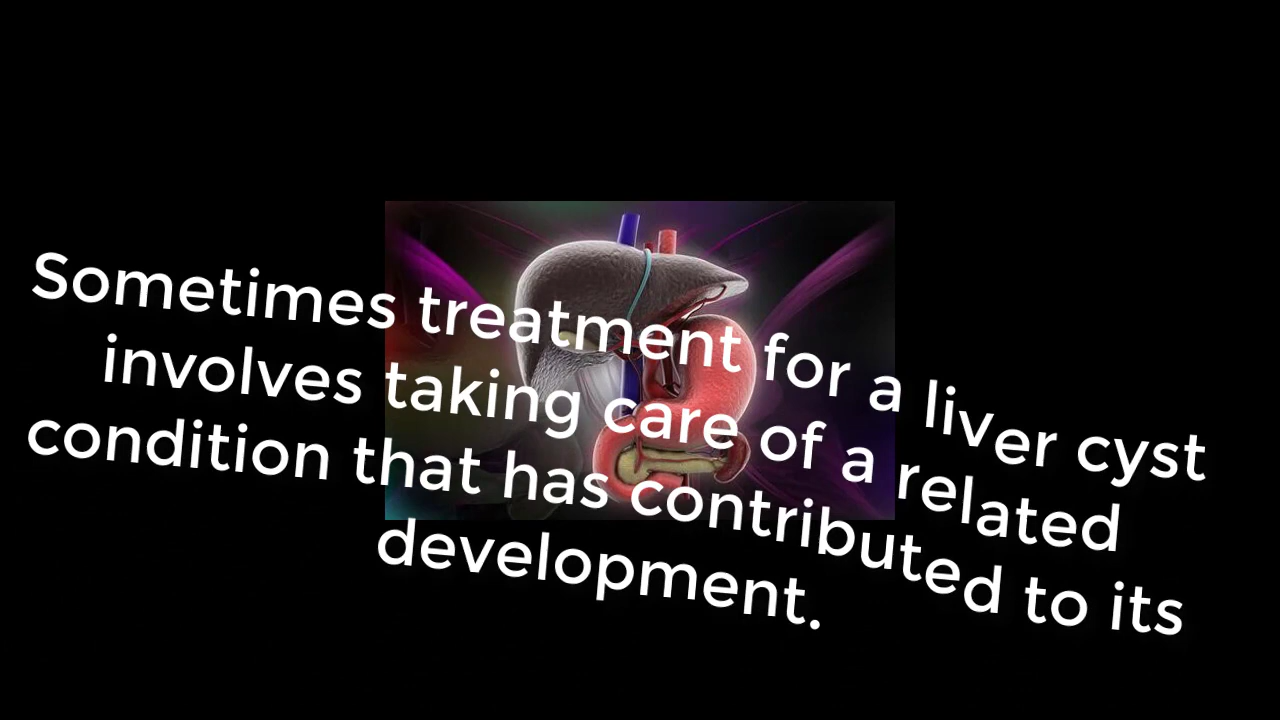 Sometimes treatment for a liver cyst
involves taking care of a related
condition that has contributed to its
development.